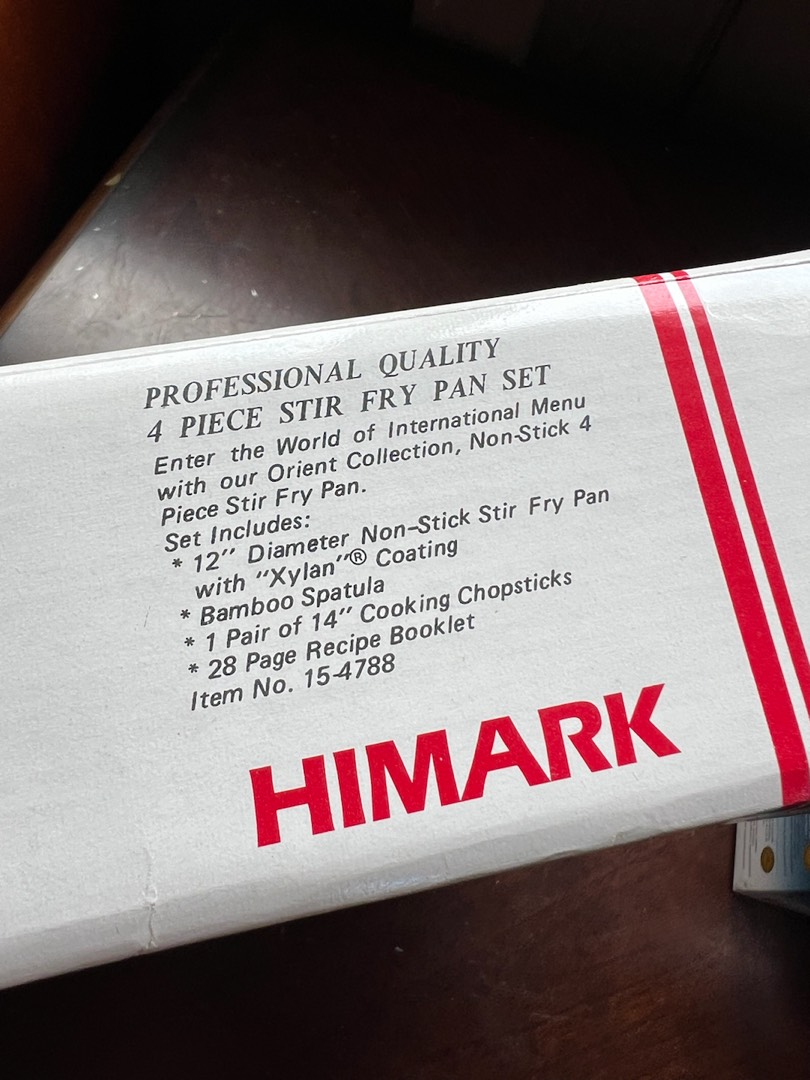 PROFESSIONAL QUALITY
4 PIECE STIR FRY PAN SET
Enter the World of International Menu
with our Orient Collection, Non-Stick 4
Piece Stir Fry Pan.
Set Includes:
* 12″ Diameter Non-Stick Stir Fry Pan
with "Xylan"® Coating
* Bamboo Spatula
* 1 Pair of 14″ Cooking Chopsticks
* 28 Page Recipe Booklet
Item No. 15-4788
HIMARK